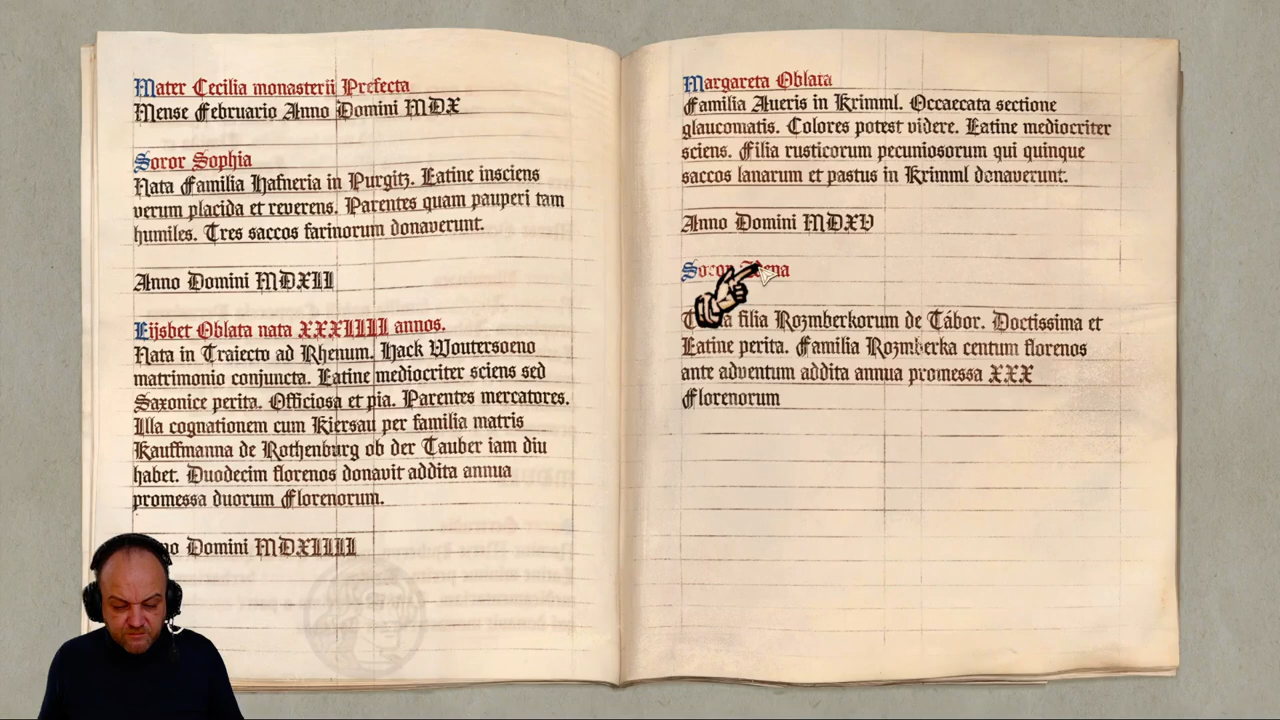 Mater Cecilia monasterii Prefecta
Mense Februario Anno Domini MDX
Soror Sophia
Nata Familia Hafneria in Purgitz. Latine insciens
verum placida et reverens. Parentes quam pauperi tam
humiles. Tres saccos farinorum donaverunt.
Anno Domini MDXII
Lijsbet Oblata nata XXXIIII annos.
Nata in Traiecto ad Rhenum. Hack Woutersoeno
matrimonio conjuncta. Latine mediocriter sciens sed
Saxonice perita. Officiosa et pia. Parentes mercatores.
Illa cognationem cum Kiersau per familia matris
Kauffmanna de Rothenburg ob der Tauber iam diu
habet. Duodecim florenos donavit addita annua
promessa duorum Florenorum.
Domini MDXIIII
Margareta Oblata
Familia Aueris in Krimml. Occaecata sectione
glaucomatis. Colores potest videre. Latine mediocriter
sciens. Filia rusticorum pecuniosorum qui quinque
saccos lanarum et pastus in Krimml donaverunt.
Anno Domini MDXV
Soror
filia Rozmberkorum de Tábor. Doctissima et
Latine perita. Familia Rozmberka centum florenos
ante adventum addita annua promessa XXX
Florenorum